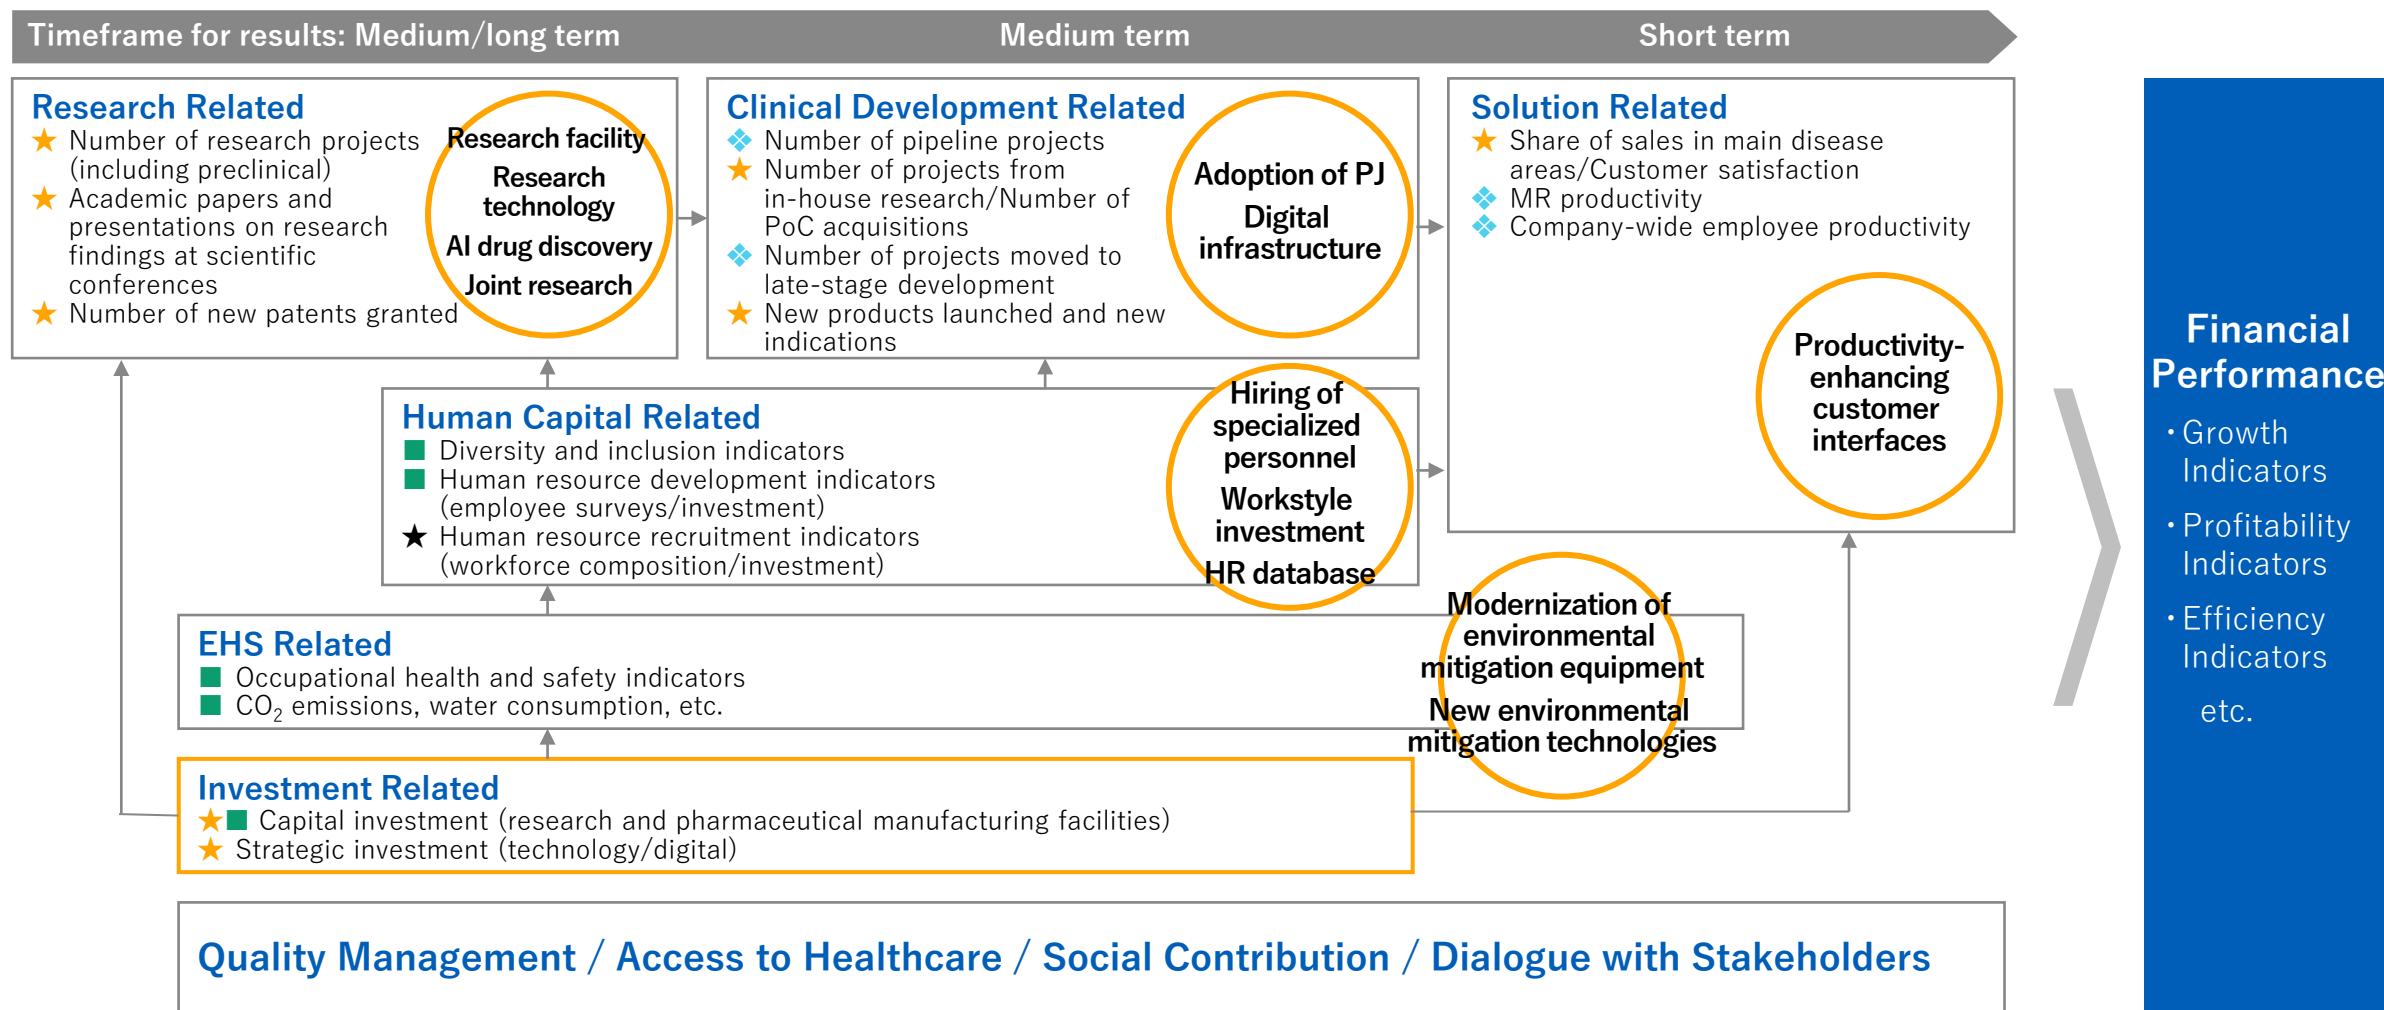 Timeframe for results: Medium/long term
Medium term
Short term
Research Related
★ Number of research projects
(including preclinical)
★ Academic papers and
presentations on research
findings at scientific
conferences
★ Number of new patents granted
Research facility
Research
technology
AI drug discovery
Joint research
Clinical Development Related
❖ Number of pipeline projects
★ Number of projects from
in-house research/Number of
PoC acquisitions
❖ Number of projects moved to
late-stage development
★ New products launched and new
indications
Adoption of PJ
Digital
infrastructure
Solution Related
★ Share of sales in main disease
areas/Customer satisfaction
❖ MR productivity
❖ Company-wide employee productivity
Productivity-
enhancing
customer
interfaces
Human Capital Related
■ Diversity and inclusion indicators
■ Human resource development indicators
(employee surveys/investment)
★ Human resource recruitment indicators
(workforce composition/investment)
Hiring of
specialized
personnel
Workstyle
investment
HR database
EHS Related
■ Occupational health and safety indicators
■ CO₂ emissions, water consumption, etc.
Modernization of
environmental
mitigation equipment
New environmental
mitigation technologies
Investment Related
★■ Capital investment (research and pharmaceutical manufacturing facilities)
★ Strategic investment (technology/digital)
Quality Management / Access to Healthcare / Social Contribution / Dialogue with Stakeholders
Financial
Performance
・Growth
Indicators
・Profitability
Indicators
・Efficiency
Indicators
etc.